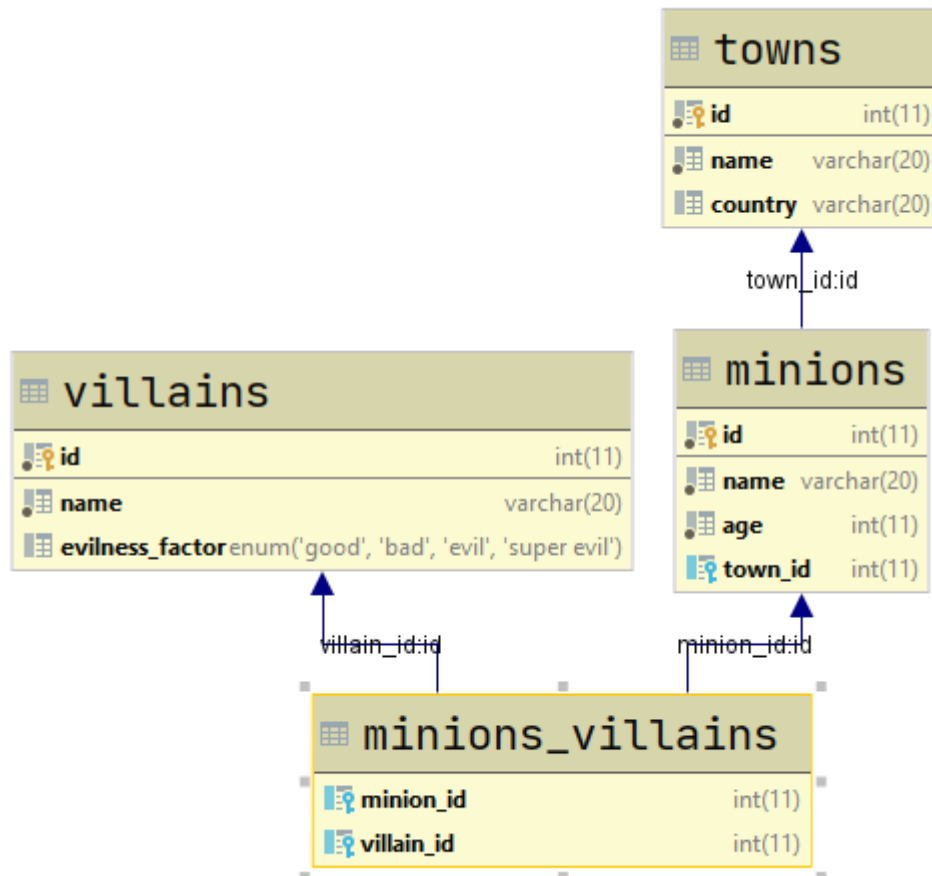 towns
id int(11)
name varchar(20)
country varchar(20)
town_id:id
minions
id int(11)
name varchar(20)
age int(11)
town_id int(11)
villains
id int(11)
name varchar(20)
evilness_factor enum('good', 'bad', 'evil', 'super evil')
villain_id:id
minion_id:id
minions_villains
minion_id int(11)
villain_id int(11)